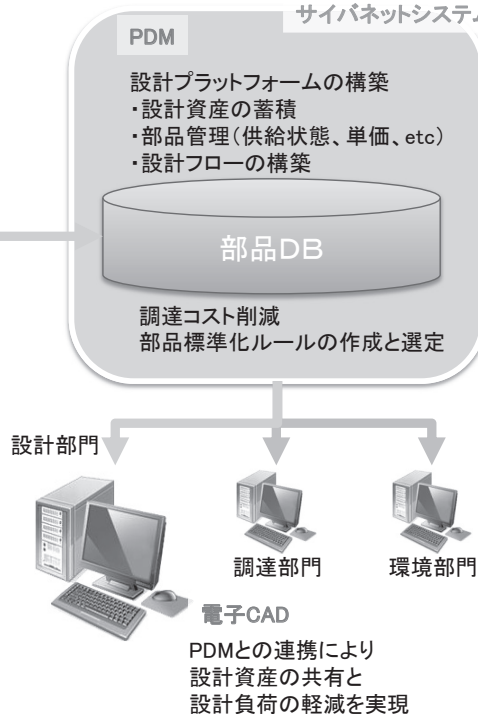 サイバネットシステム
PDM
設計プラットフォームの構築
・設計資産の蓄積
・部品管理(供給状態、単価、etc)
・設計フローの構築
部品DB
調達コスト削減
部品標準化ルールの作成と選定
設計部門
調達部門
環境部門
電子CAD
PDMとの連携により
設計資産の共有と
設計負荷の軽減を実現